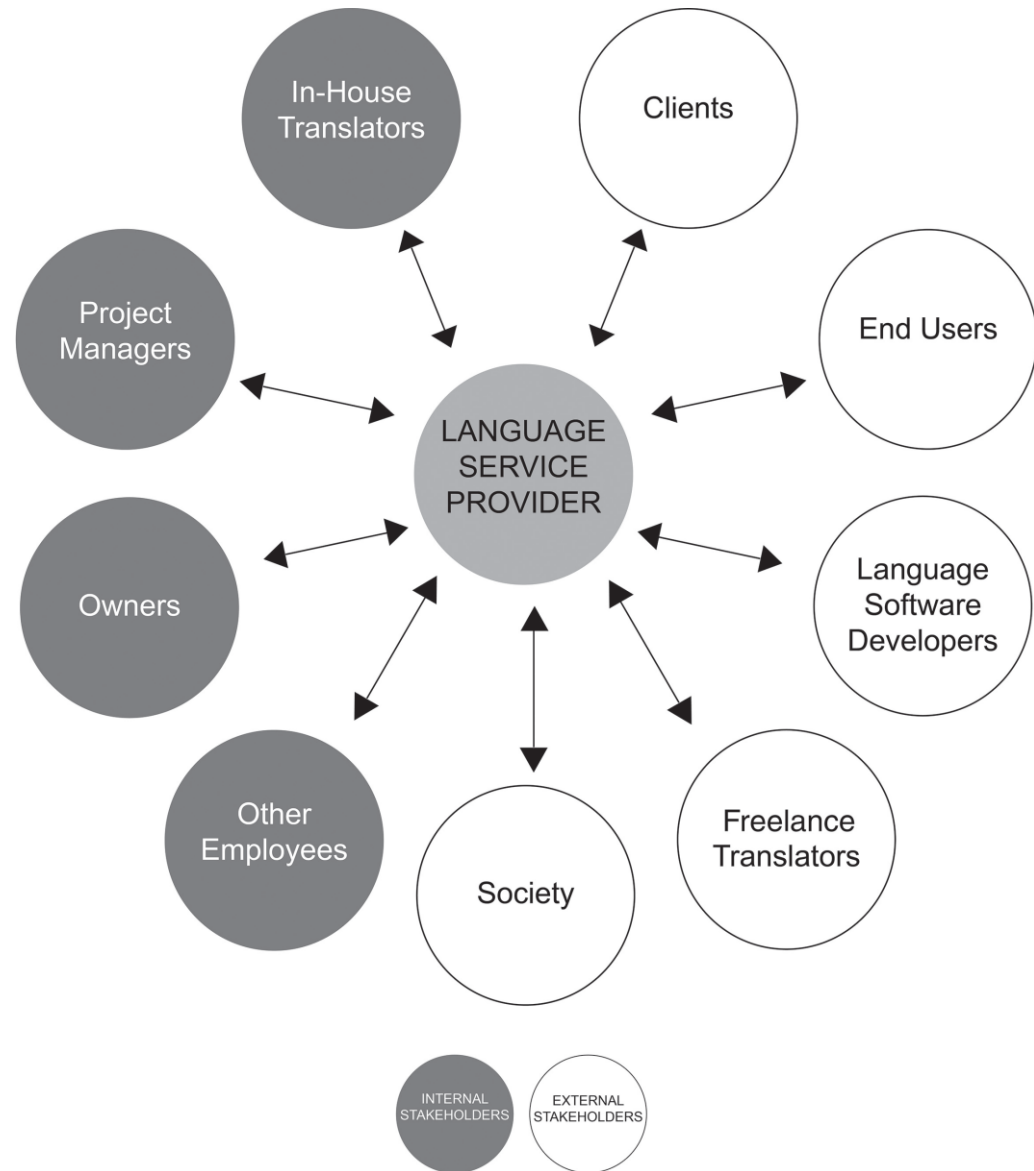 In-House
Translators
Clients
Project
Managers
End Users
LANGUAGE
SERVICE
PROVIDER
Owners
Language
Software
Developers
Other
Employees
Society
Freelance
Translators
INTERNAL
STAKEHOLDERS
EXTERNAL
STAKEHOLDERS